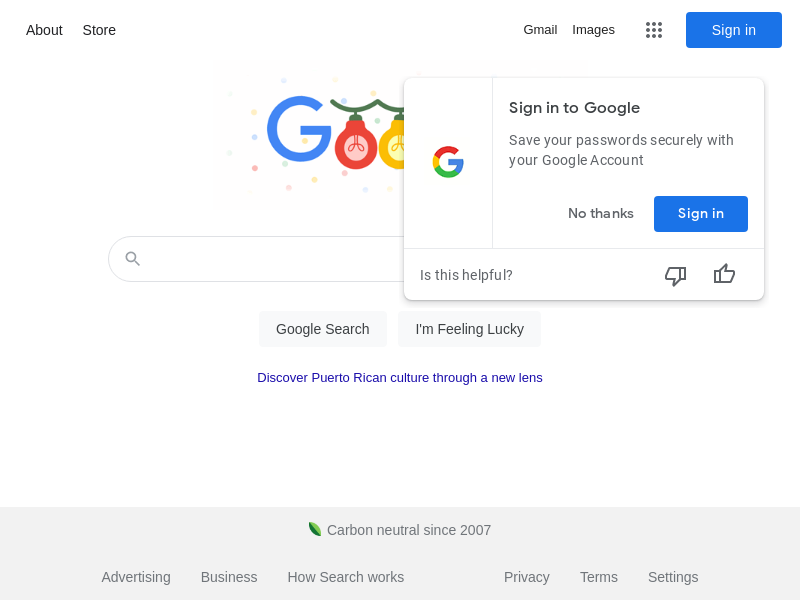 About
Store
Gmail
Images
Sign in
Sign in to Google
Save your passwords securely with
your Google Account
No thanks
Sign in
Is this helpful?
Google Search
I'm Feeling Lucky
Discover Puerto Rican culture through a new lens
Carbon neutral since 2007
Advertising
Business
How Search works
Privacy
Terms
Settings